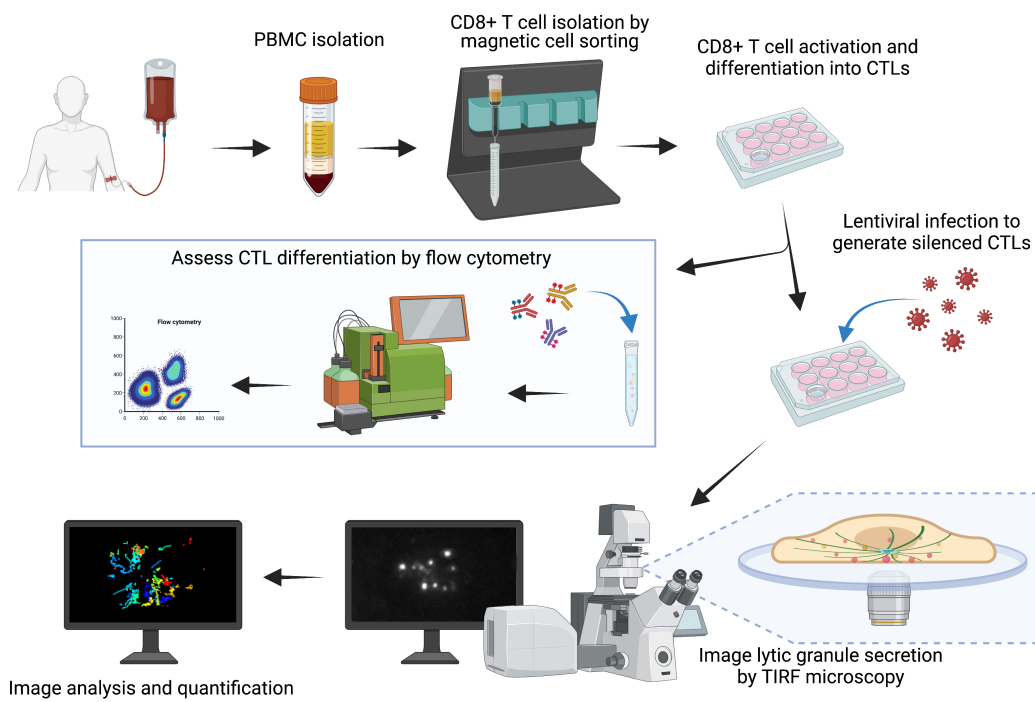 PBMC isolation
CD8+ T cell isolation by
magnetic cell sorting
CD8+ T cell activation and
differentiation into CTLs
Lentiviral infection to
generate silenced CTLs
Assess CTL differentiation by flow cytometry
Flow cytometry
1000
800
600
400
200
0
0 200 400 600 800 1000
Image lytic granule secretion
by TIRF microscopy
Image analysis and quantification